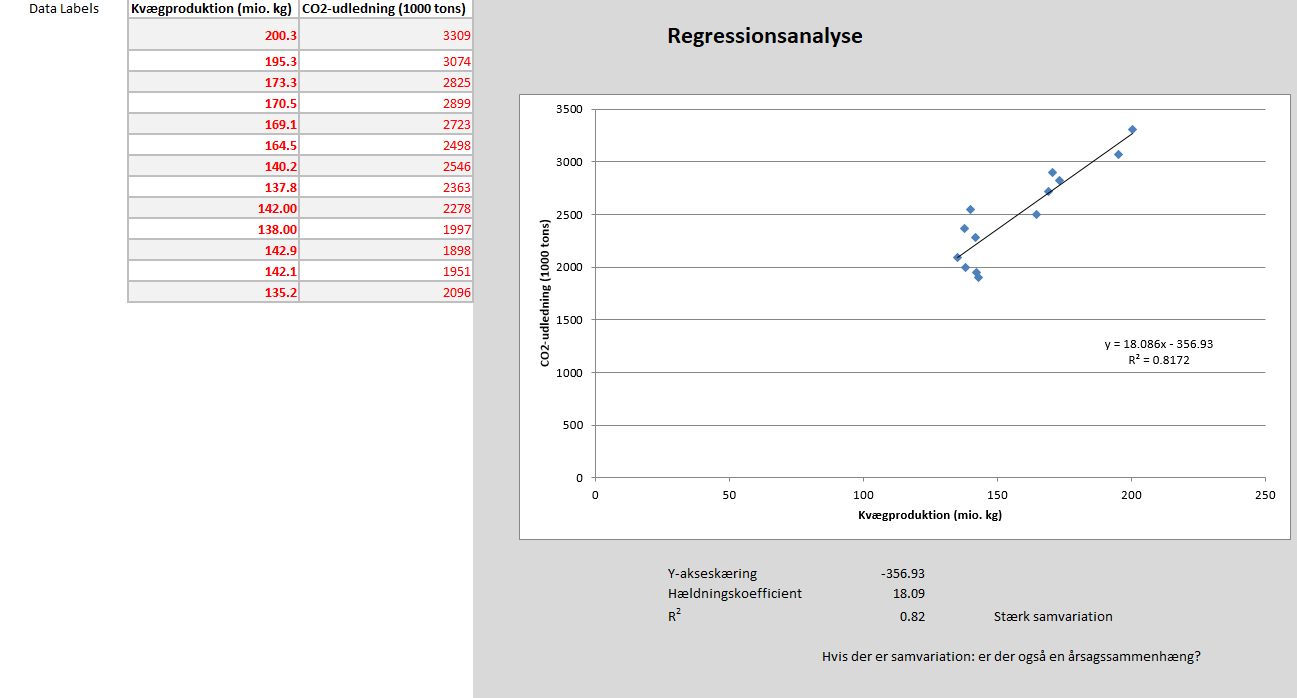 Data Labels Kvægproduktion (mio. kg) CO2-udledning (1000 tons)
200.3 3309
195.3 3074
173.3 2825
170.5 2899
169.1 2723
164.5 2498
140.2 2546
137.8 2363
142.00 2278
138.00 1997
142.9 1898
142.1 1951
135.2 2096
Regressionsanalyse
3500
3000
2500
2000
1500
1000
500
0
CO2-udledning (1000 tons)
y = 18.086x - 356.93
R² = 0.8172
0 50 100 150 200 250
Kvægproduktion (mio. kg)
Y-akseskæring -356.93
Hældningskoefficient 18.09
R² 0.82 Stærk samvariation
Hvis der er samvariation: er der også en årsagssammenhæng?